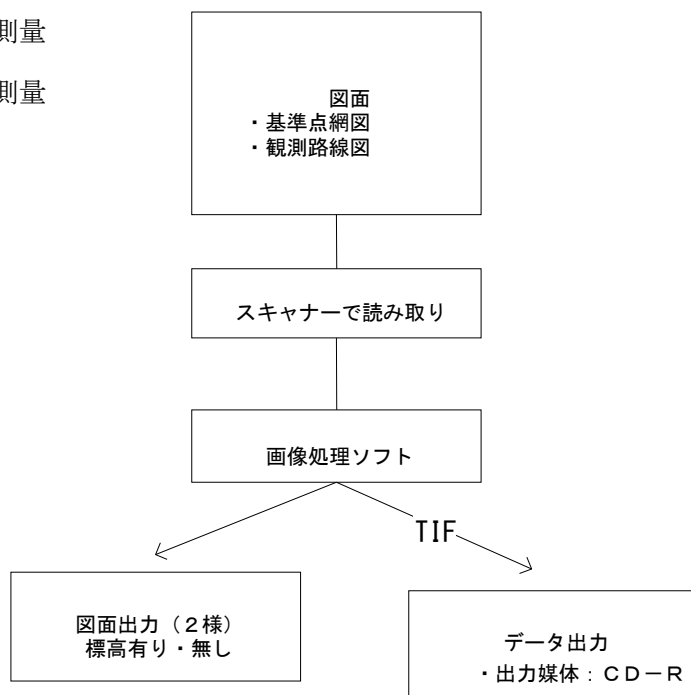 測量
測量
図面
・基準点網図
・観測路線図
スキャナーで読み取り
画像処理ソフト
TIF
図面出力（２様）
標高有り・無し
データ出力
・出力媒体：ＣＤ－Ｒ